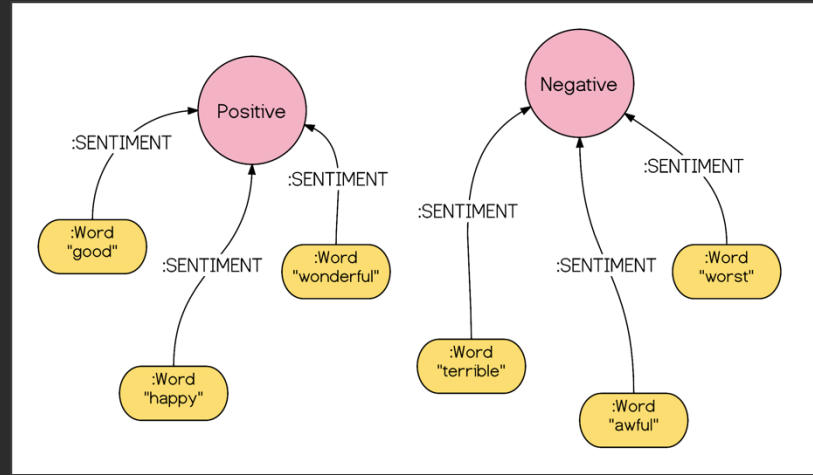 Positive
Negative
:SENTIMENT
:SENTIMENT
:SENTIMENT
:SENTIMENT
:SENTIMENT
:SENTIMENT
:Word
"good"
:Word
"wonderful"
:Word
"worst"
:Word
"happy"
:Word
"terrible"
:Word
"awful"